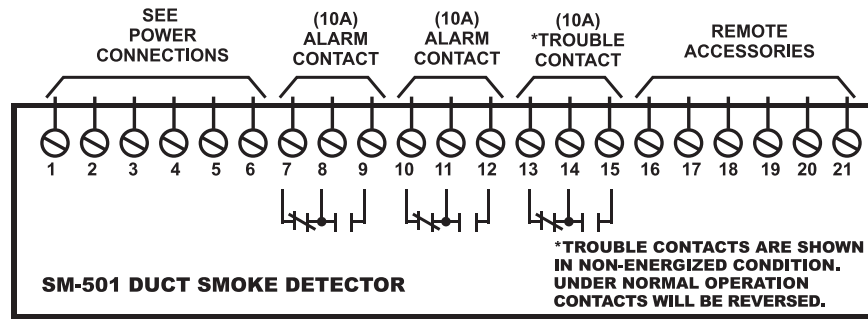 SEE
POWER
CONNECTIONS
(10A)
ALARM
CONTACT
(10A)
ALARM
CONTACT
(10A)
*TROUBLE
CONTACT
REMOTE
ACCESSORIES
1 2 3 4 5 6 7 8 9 10 11 12 13 14 15 16 17 18 19 20 21
*TROUBLE CONTACTS ARE SHOWN
IN NON-ENERGIZED CONDITION.
UNDER NORMAL OPERATION
CONTACTS WILL BE REVERSED.
SM-501 DUCT SMOKE DETECTOR